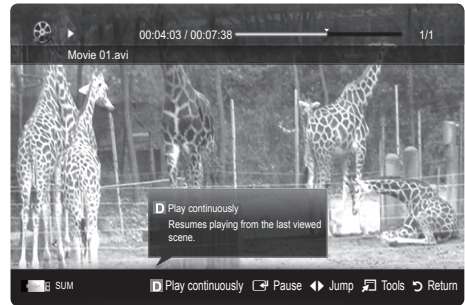 00:04:03 / 00:07:38 1/1
Movie 01.avi
D Play continuously
Resumes playing from the last viewed
scene.
SUM D Play continuously Pause Jump Tools Return